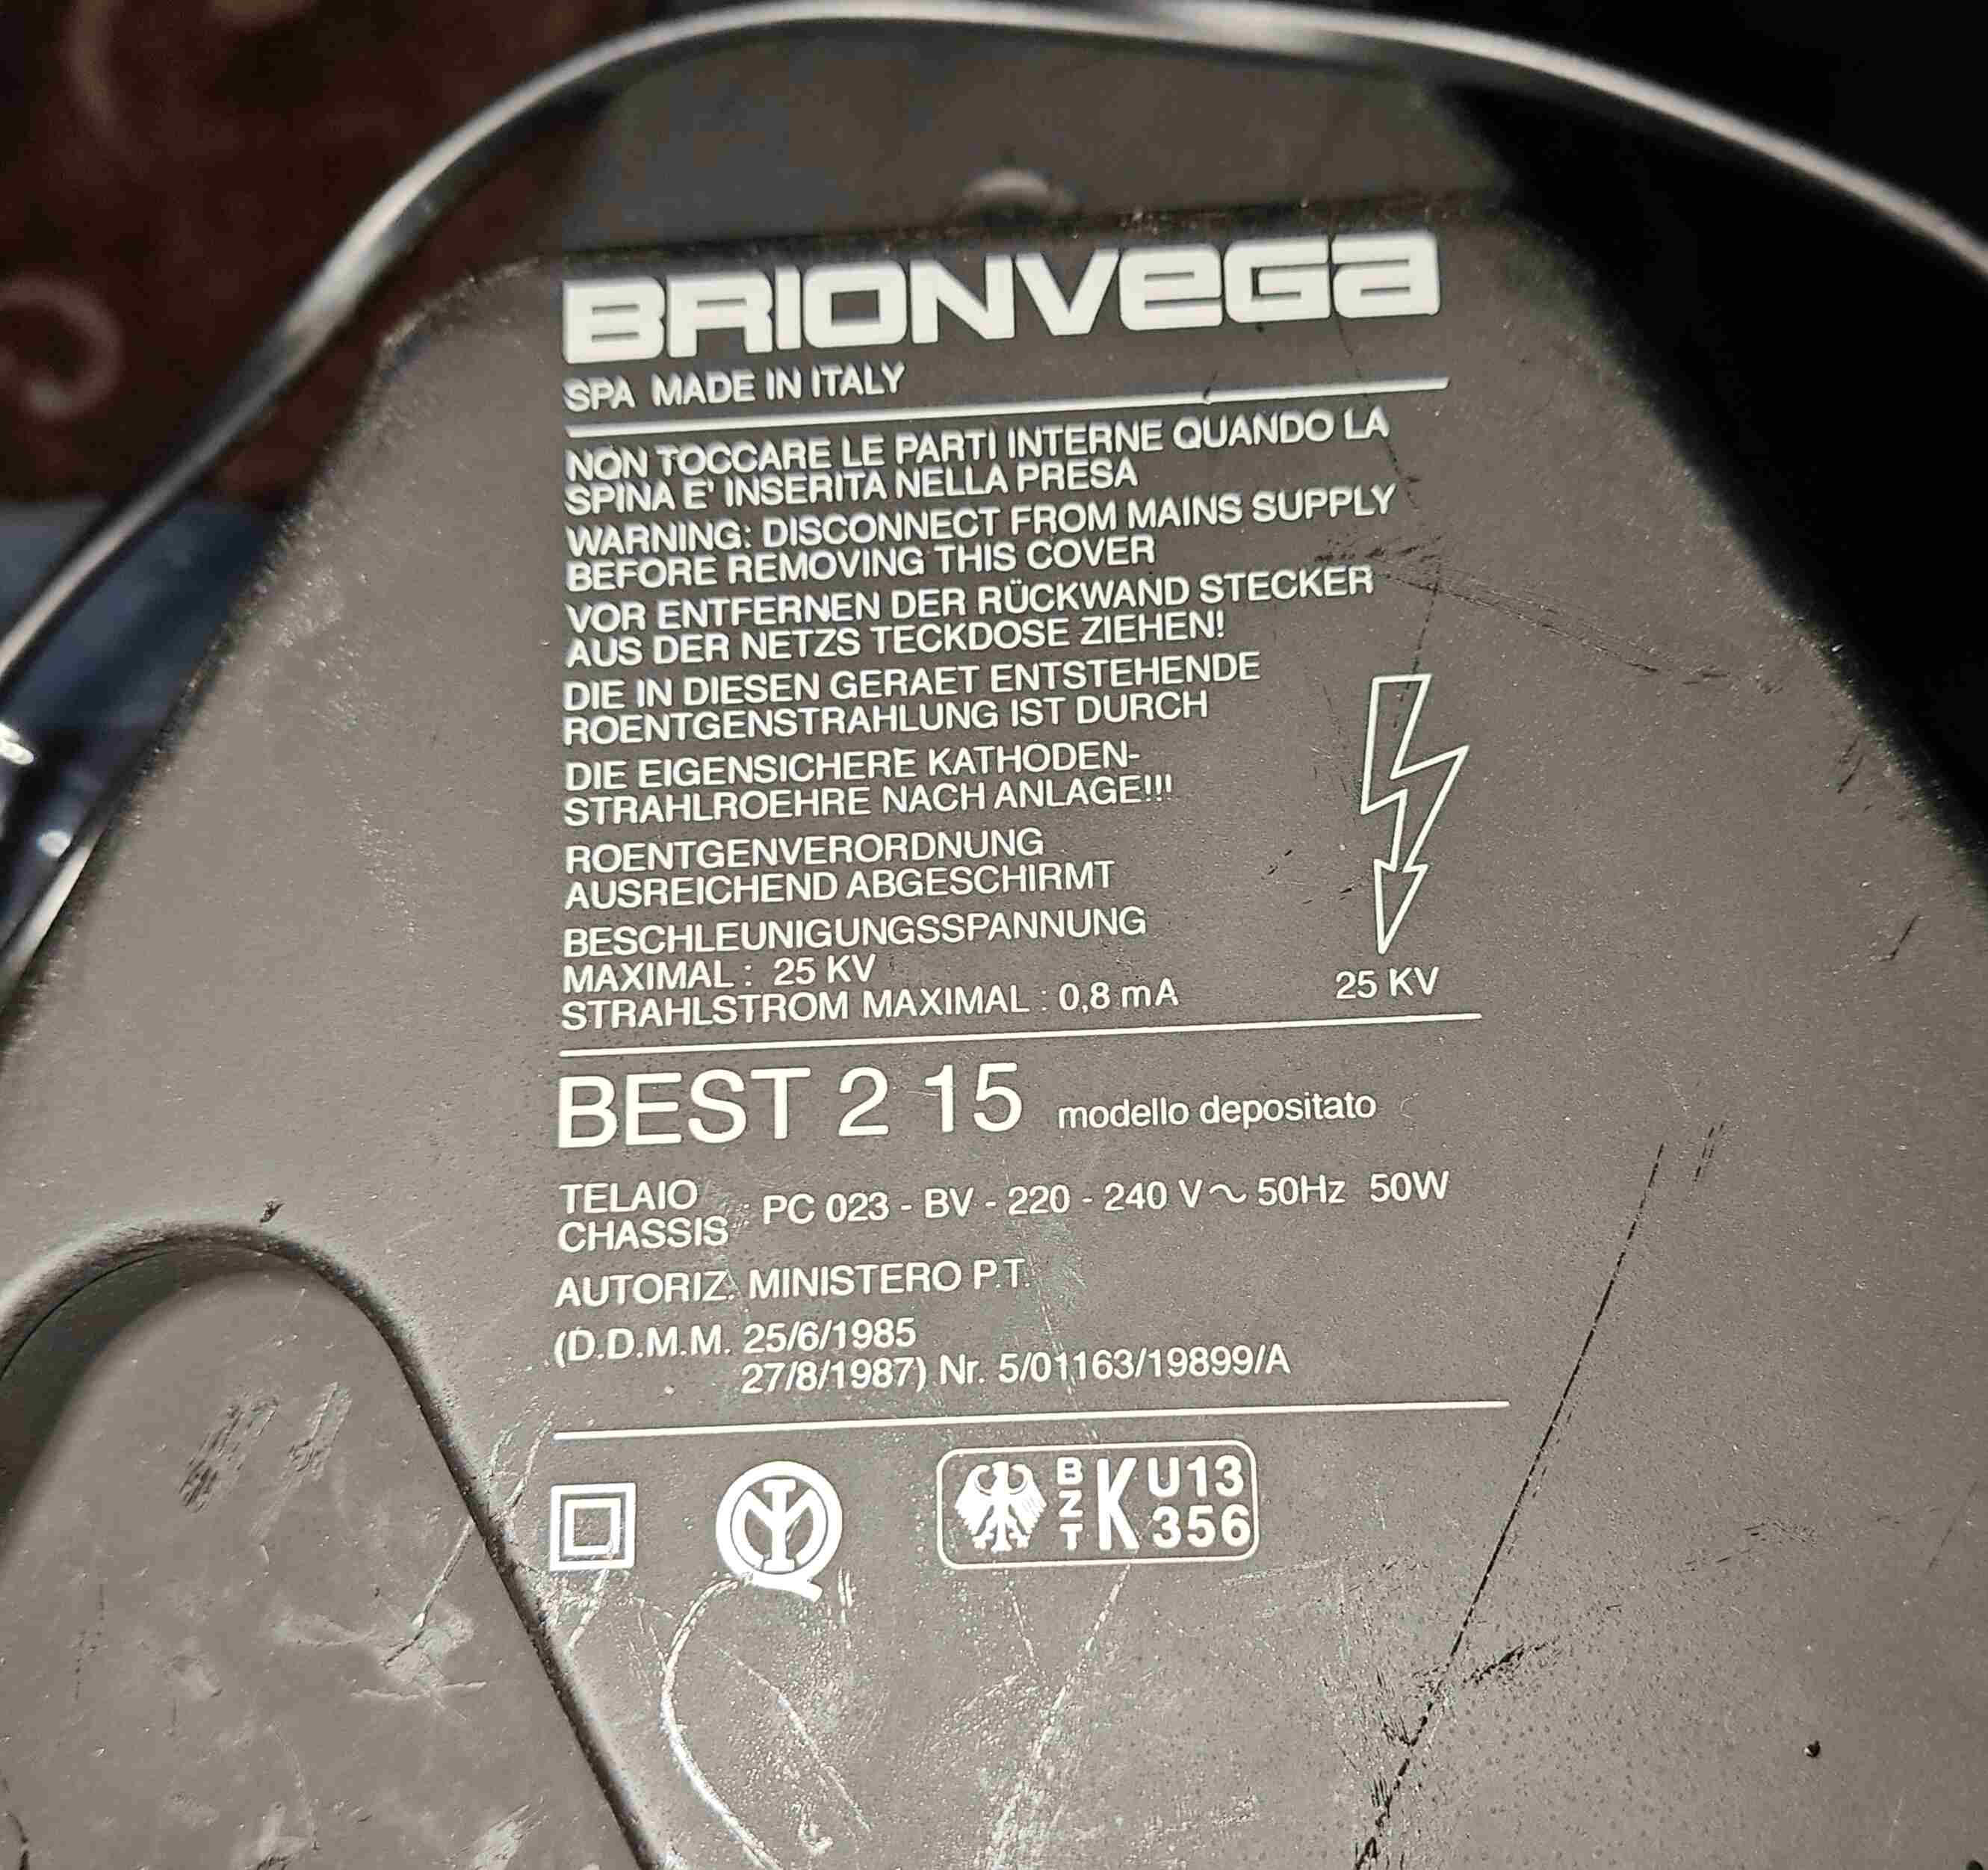 BRIONVEGA
SPA MADE IN ITALY
NON TOCCARE LE PARTI INTERNE QUANDO LA
SPINA E' INSERITA NELLA PRESA
WARNING: DISCONNECT FROM MAINS SUPPLY
BEFORE REMOVING THIS COVER
VOR ENTFERNEN DER RÜCKWAND STECKER
AUS DER NETZS TECKDOSE ZIEHEN!
DIE IN DIESEN GERAET ENTSTEHENDE
ROENTGENSTRAHLUNG IST DURCH
DIE EIGENSICHERE KATHODEN-
STRAHLROEHRE NACH ANLAGE!!!
ROENTGENVERORDNUNG
AUSREICHEND ABGESCHIRMT
BESCHLEUNIGUNGSSPANNUNG
MAXIMAL : 25 KV
STRAHLSTROM MAXIMAL : 0,8 mA
25 KV
BEST 2 15 modello depositato
TELAIO
CHASSIS PC 023 - BV - 220 - 240 V~ 50Hz 50W
AUTORIZ. MINISTERO P.T.
(D.D.M.M. 25/6/1985
27/8/1987) Nr. 5/01163/19899/A
IMQ
BZT K U13
356